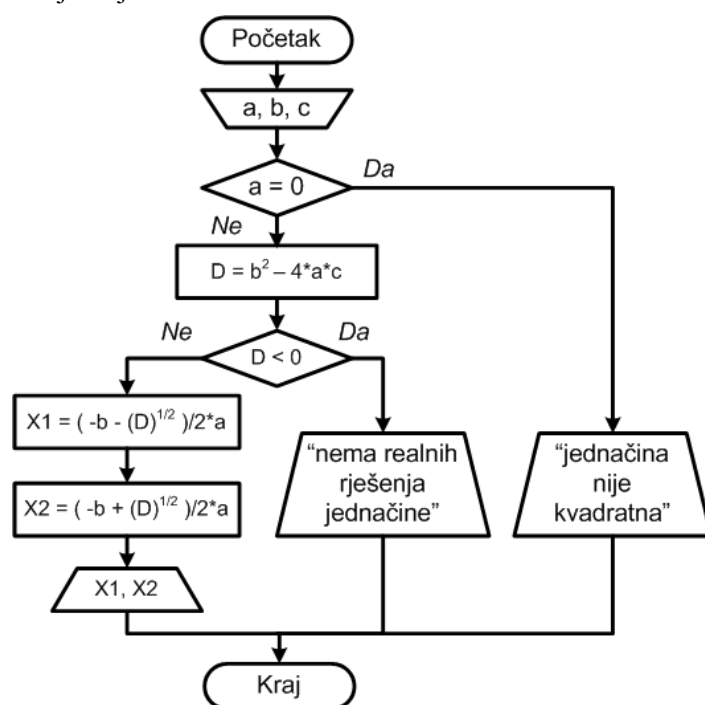 Početak
a, b, c
a = 0
Da
Ne
D = b² – 4*a*c
Ne
Da
D < 0
X1 = ( -b - (D)^1/2 )/2*a
X2 = ( -b + (D)^1/2 )/2*a
X1, X2
“nema realnih
rješenja
jednačine”
“jednačina
nije
kvadratna”
Kraj